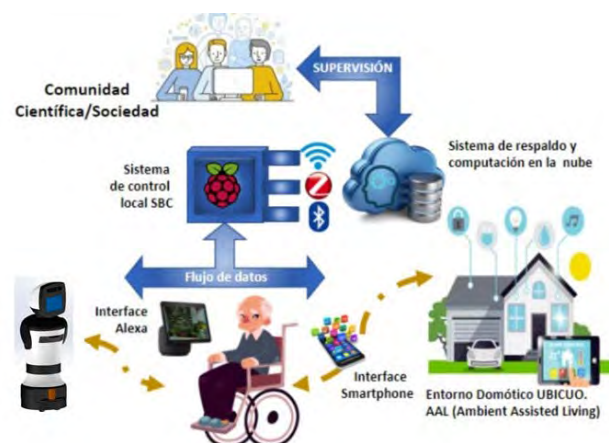 Comunidad
Científica/Sociedad
SUPERVISIÓN
Sistema
de control
local SBC
Sistema de respaldo y
computación en la nube
Flujo de datos
Interface
Alexa
Interface
Smartphone
Entorno Domótico UBICUO.
AAL (Ambient Assisted Living)